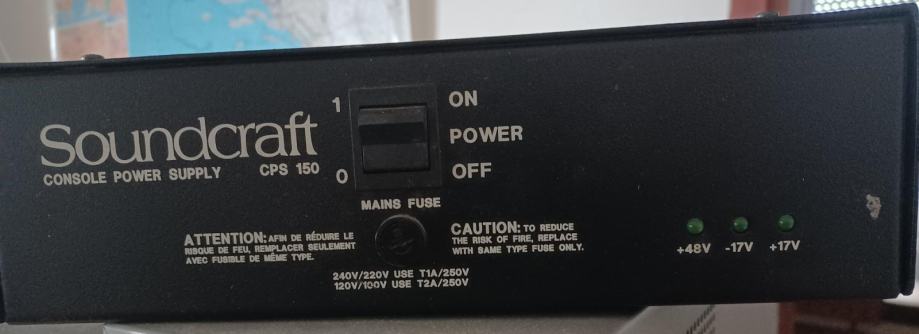 1 ON
Soundcraft POWER
CONSOLE POWER SUPPLY CPS 150 0 OFF
MAINS FUSE
ATTENTION: AFIN DE RÉDUIRE LE
RISQUE DE FEU, REMPLACER SEULEMENT
AVEC FUSIBLE DE MÊME TYPE.
CAUTION: TO REDUCE
THE RISK OF FIRE, REPLACE
WITH SAME TYPE FUSE ONLY.
240V/220V USE T1A/250V
120V/100V USE T2A/250V
+48V -17V +17V